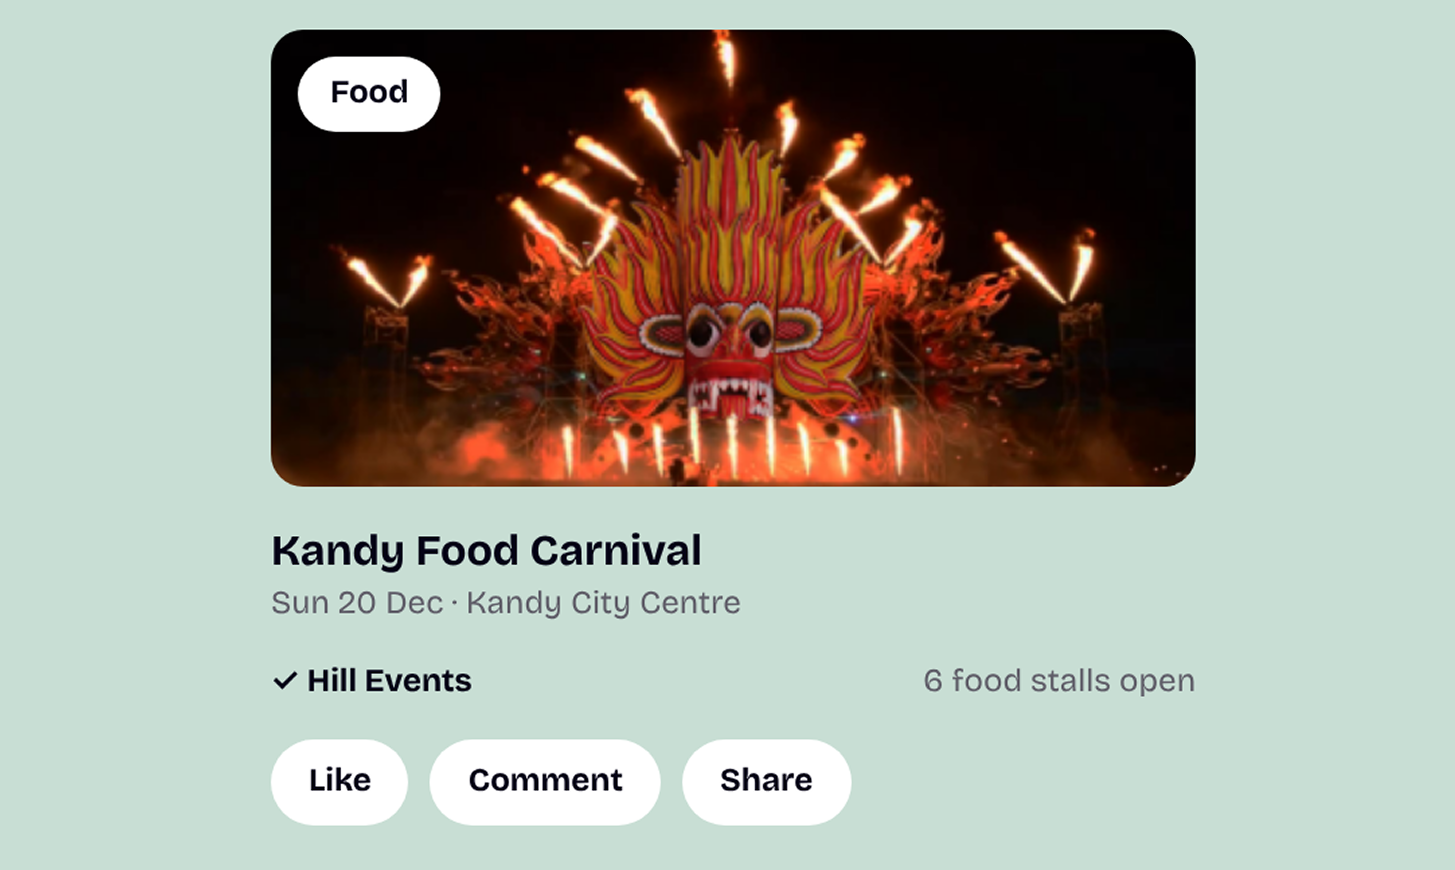 Food
Kandy Food Carnival
Sun 20 Dec · Kandy City Centre
✓ Hill Events
6 food stalls open
Like
Comment
Share